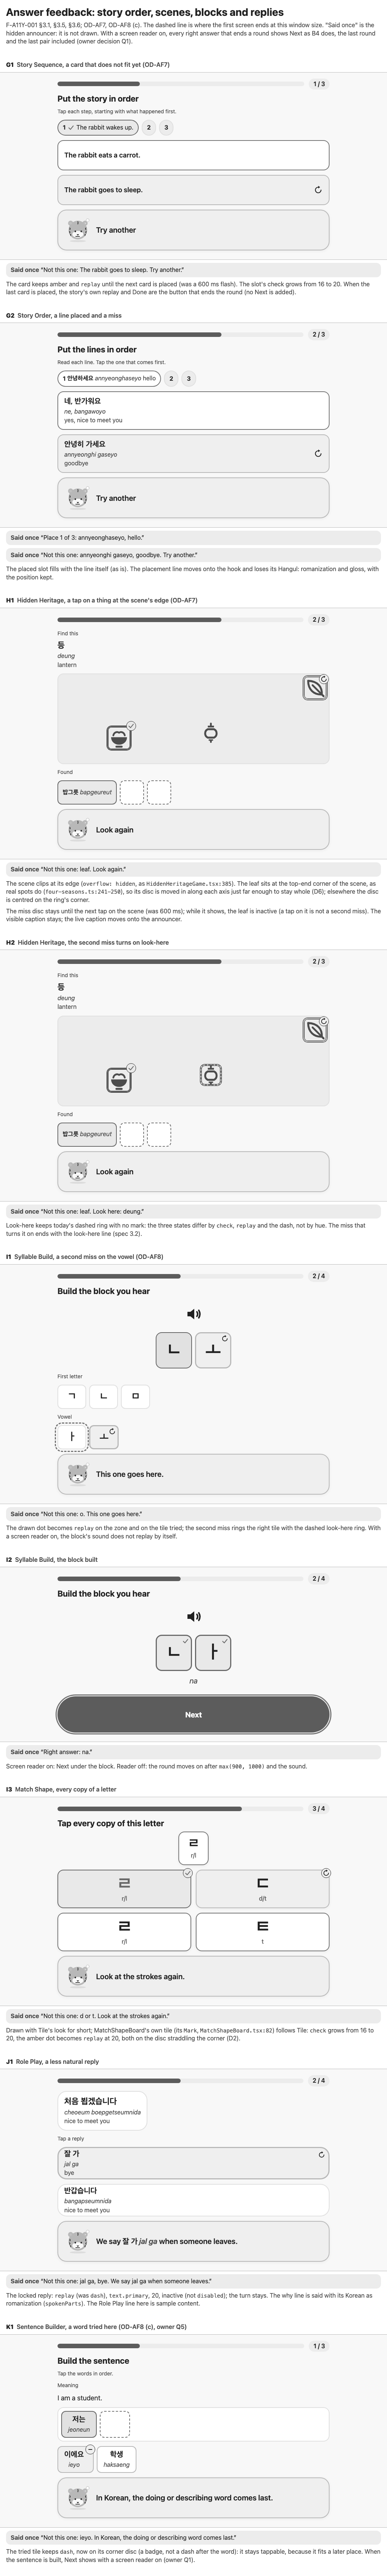 Answer feedback: story order, scenes, blocks and replies
F-A11Y-001 §3.1, §3.5, §3.6; OD-AF7, OD-AF8 (c). The dashed line is where the first screen ends at this window size. "Said once" is the
hidden announcer: it is not drawn. With a screen reader on, every right answer that ends a round shows Next as B4 does, the last round
and the last pair included (owner decision Q1).
G1 Story Sequence, a card that does not fit yet (OD-AF7)
1 / 3
Put the story in order
Tap each step, starting with what happened first.
1 The rabbit wakes up.
2
3
The rabbit eats a carrot.
The rabbit goes to sleep.
Try another
Said once "Not this one: The rabbit goes to sleep. Try another."
The card keeps amber and replay until the next card is placed (was a 600 ms flash). The slot's check grows from 16 to 20. When the
last card is placed, the story's own replay and Done are the button that ends the round (no Next is added).
G2 Story Order, a line placed and a miss
2 / 3
Put the lines in order
Read each line. Tap the one that comes first.
1 안녕하세요 annyeonghaseyo hello
2
3
네, 반가워요
ne, bangawoyo
yes, nice to meet you
안녕히 가세요
annyeonghi gaseyo
goodbye
Try another
Said once "Place 1 of 3: annyeonghaseyo, hello."
Said once "Not this one: annyeonghi gaseyo, goodbye. Try another."
The placed slot fills with the line itself (as is). The placement line moves onto the hook and loses its Hangul: romanization and gloss, with
the position kept.
H1 Hidden Heritage, a tap on a thing at the scene's edge (OD-AF7)
2 / 3
Find this
등
deung
lantern
Found
밥그릇 bapgeureut
Look again
Said once "Not this one: leaf. Look again."
The scene clips at its edge (overflow: hidden, as HiddenHeritageGame.tsx:385). The leaf sits at the top-end corner of the scene, as
real spots do (four-seasons.ts:241-250), so its disc is moved in along each axis just far enough to stay whole (D6); elsewhere the disc
is centred on the ring's corner.
The miss disc stays until the next tap on the scene (was 600 ms); while it shows, the leaf is inactive (a tap on it is not a second miss). The
visible caption stays; the live caption moves onto the announcer.
H2 Hidden Heritage, the second miss turns on look-here
2 / 3
Find this
등
deung
lantern
Found
밥그릇 bapgeureut
Look again
Said once "Not this one: leaf. Look here: deung."
Look-here keeps today's dashed ring with no mark: the three states differ by check, replay and the dash, not by hue. The miss that
turns it on ends with the look-here line (spec 3.2).
I1 Syllable Build, a second miss on the vowel (OD-AF8)
2 / 4
Build the block you hear
ㄴ
ㅗ
First letter
ㄱ
ㄴ
ㅁ
Vowel
ㅏ
ㅗ
This one goes here.
Said once "Not this one: o. This one goes here."
The drawn dot becomes replay on the zone and on the tile tried; the second miss rings the right tile with the dashed look-here ring. With
a screen reader on, the block's sound does not replay by itself.
I2 Syllable Build, the block built
2 / 4
Build the block you hear
ㄴ
ㅏ
na
Next
Said once "Right answer: na."
Screen reader on: Next under the block. Reader off: the round moves on after max(900, 1000) and the sound.
I3 Match Shape, every copy of a letter
3 / 4
Tap every copy of this letter
ㄹ
r/l
ㄹ
r/l
ㄷ
d/t
ㄹ
r/l
ㅌ
t
Look at the strokes again.
Said once "Not this one: d or t. Look at the strokes again."
Drawn with Tile's look for short; MatchShapeBoard's own tile (its Mark, MatchShapeBoard.tsx:82) follows Tile: check grows from 16 to
20, the amber dot becomes replay at 20, both on the disc straddling the corner (D2).
J1 Role Play, a less natural reply
2 / 4
처음 뵙겠습니다
cheoeum boepgetseumnida
nice to meet you
Tap a reply
잘 가
jal ga
bye
반갑습니다
bangapseumnida
nice to meet you
We say 잘 가 jal ga when someone leaves.
Said once "Not this one: jal ga, bye. We say jal ga when someone leaves."
The locked reply: replay (was dash), text.primary, 20, inactive (not disabled); the turn stays. The why line is said with its Korean as
romanization (spokenParts). The Role Play line here is sample content.
K1 Sentence Builder, a word tried here (OD-AF8 (c), owner Q5)
1 / 3
Build the sentence
Tap the words in order.
Meaning
I am a student.
저는
jeoneun
이에요
ieyo
학생
haksaeng
In Korean, the doing or describing word comes last.
Said once "Not this one: ieyo. In Korean, the doing or describing word comes last."
The tried tile keeps dash, now on its corner disc (a badge, not a dash after the word): it stays tappable, because it fits a later place. When
the sentence is built, Next shows with a screen reader on (owner Q1).